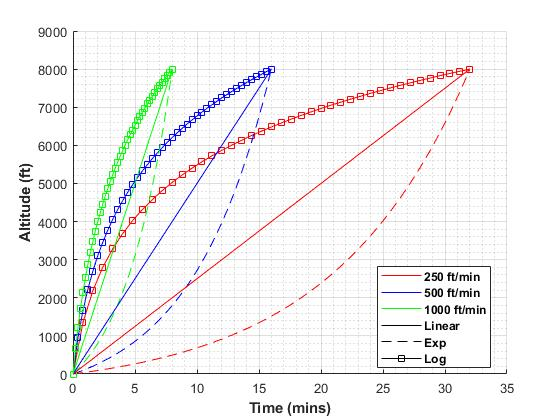 9000
8000
7000
6000
5000
4000
3000
2000
1000
0
Altitude (ft)
250 ft/min
500 ft/min
1000 ft/min
Linear
Exp
Log
0 5 10 15 20 25 30 35
Time (mins)